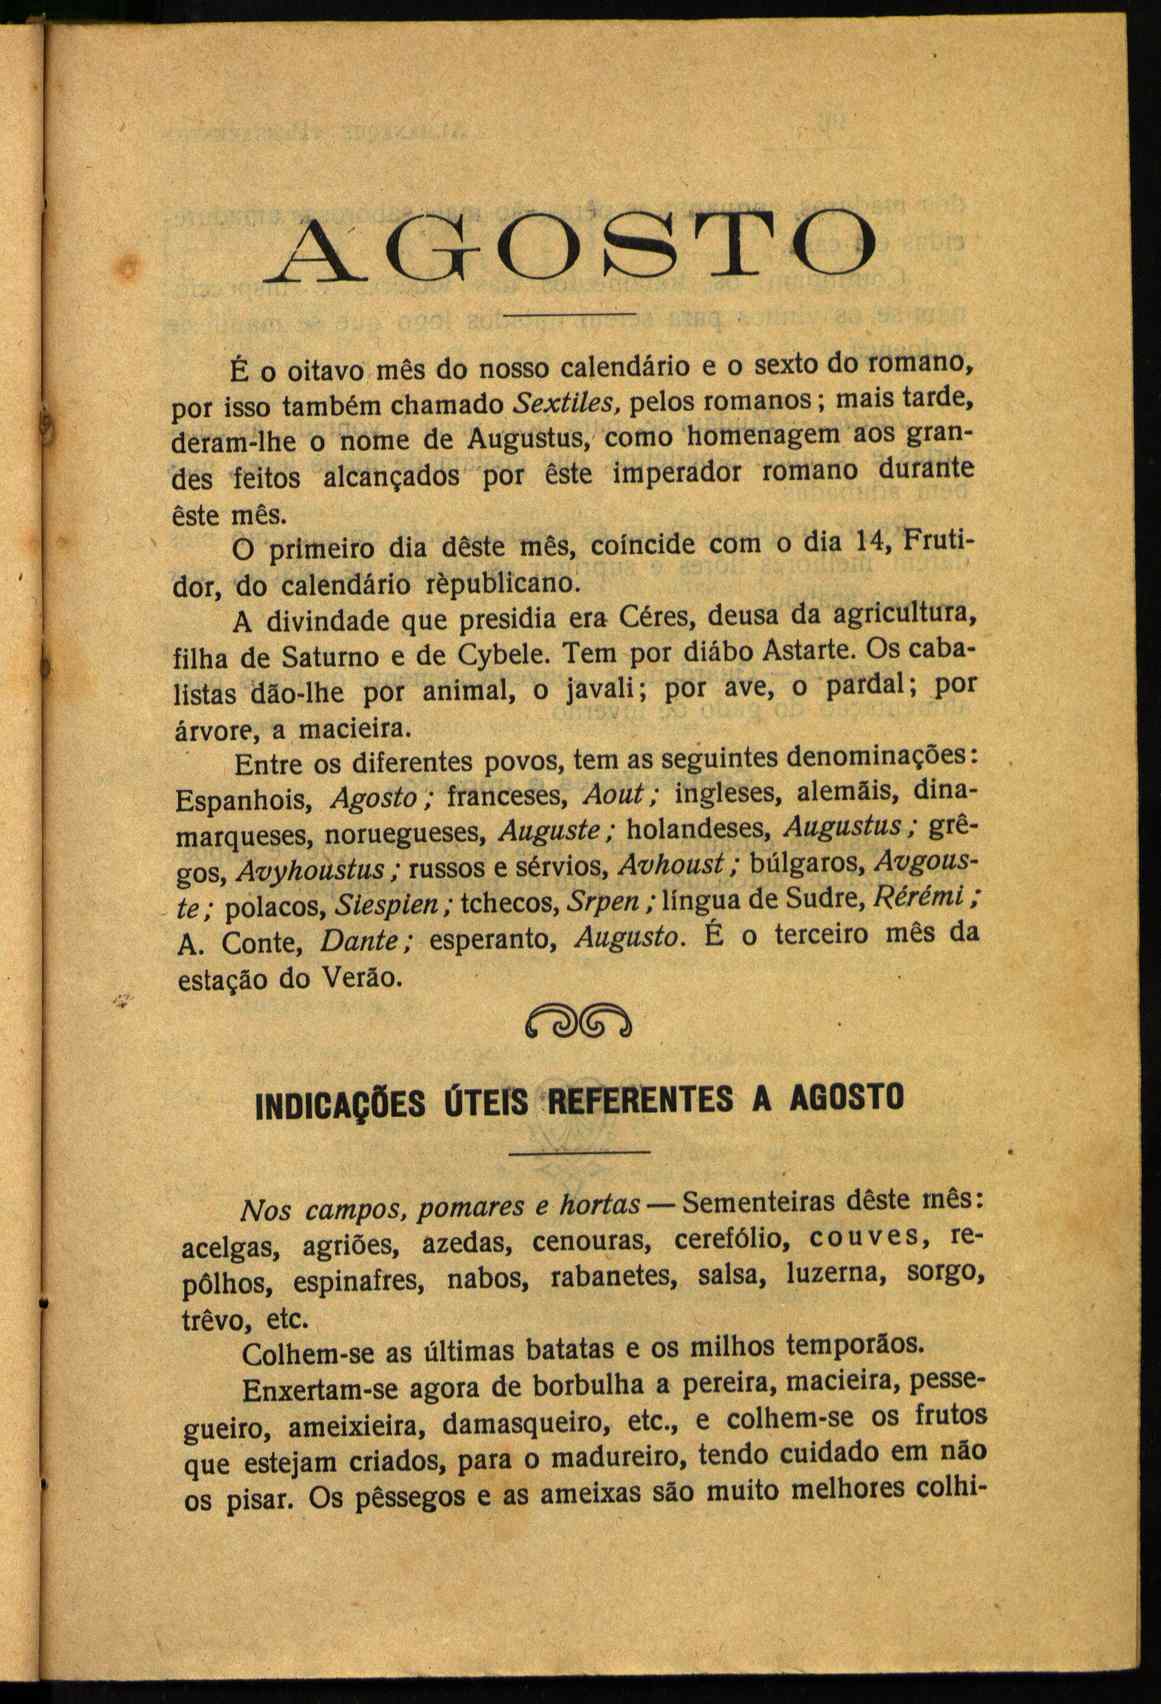 AGOSTO
É o oitavo mês do nosso calendário e o sexto do romano,
por isso também chamado Sextiles, pelos romanos; mais tarde,
deram-lhe o nome de Augustus, como homenagem aos gran-
des feitos alcançados por êste imperador romano durante
êste mês.
O primeiro dia dêste mês, coíncide com o dia 14, Fruti-
dor, do calendário rèpublicano.
A divindade que presidia era Céres, deusa da agricultura,
filha de Saturno e de Cybele. Tem por diábo Astarte. Os caba-
listas dão-lhe por animal, o javali; por ave, o pardal; por
árvore, a macieira.
Entre os diferentes povos, tem as seguintes denominações:
Espanhois, Agosto; franceses, Aout; ingleses, alemãis, dina-
marqueses, noruegueses, Auguste; holandeses, Augustus; grê-
gos, Avyhoustus; russos e sérvios, Avhoust; búlgaros, Avgous-
te; polacos, Siespien; tchecos, Srpen; língua de Sudre, Rérémi;
A. Conte, Dante; esperanto, Augusto. É o terceiro mês da
estação do Verão.
INDICAÇÕES ÚTEIS REFERENTES A AGOSTO
Nos campos, pomares e hortas — Sementeiras dêste mês:
acelgas, agriões, azedas, cenouras, cerefólio, couves, re-
pôlhos, espinafres, nabos, rabanetes, salsa, luzerna, sorgo,
trêvo, etc.
Colhem-se as últimas batatas e os milhos temporãos.
Enxertam-se agora de borbulha a pereira, macieira, pesse-
gueiro, ameixieira, damasqueiro, etc., e colhem-se os frutos
que estejam criados, para o madureiro, tendo cuidado em não
os pisar. Os pêssegos e as ameixas são muito melhores colhi-